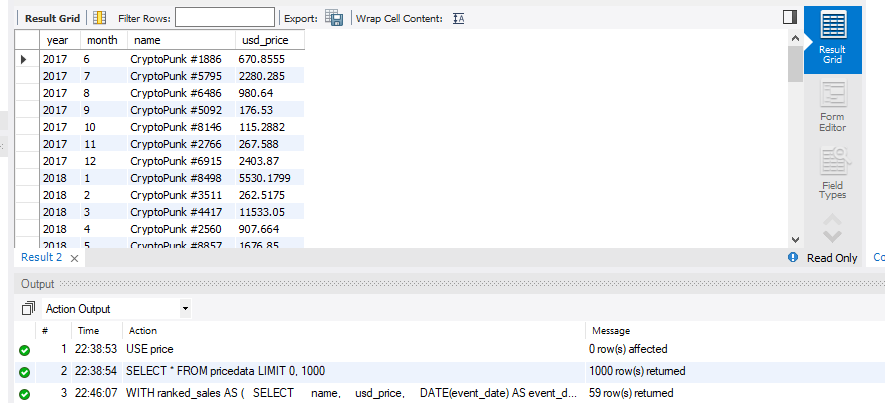 Result Grid Filter Rows: Export: Wrap Cell Content: IA
year month name usd_price
2017 6 CryptoPunk #1886 670.8555
2017 7 CryptoPunk #5795 2280.285
2017 8 CryptoPunk #6486 980.64
2017 9 CryptoPunk #5092 176.53
2017 10 CryptoPunk #8146 115.2882
2017 11 CryptoPunk #2766 267.588
2017 12 CryptoPunk #6915 2403.87
2018 1 CryptoPunk #8498 5530.1799
2018 2 CryptoPunk #3511 262.5175
2018 3 CryptoPunk #4417 11533.05
2018 4 CryptoPunk #2560 907.664
2018 5 CryptoPunk #8857 1676.85
Result
Grid
Form
Editor
Field
Types
Result 2 Read Only Co
Output
Action Output
# Time Action Message
1 22:38:53 USE price 0 row(s) affected
2 22:38:54 SELECT * FROM pricedata LIMIT 0, 1000 1000 row(s) returned
3 22:46:07 WITH ranked_sales AS ( SELECT name, usd_price, DATE(event_date) AS event_d... 59 row(s) returned